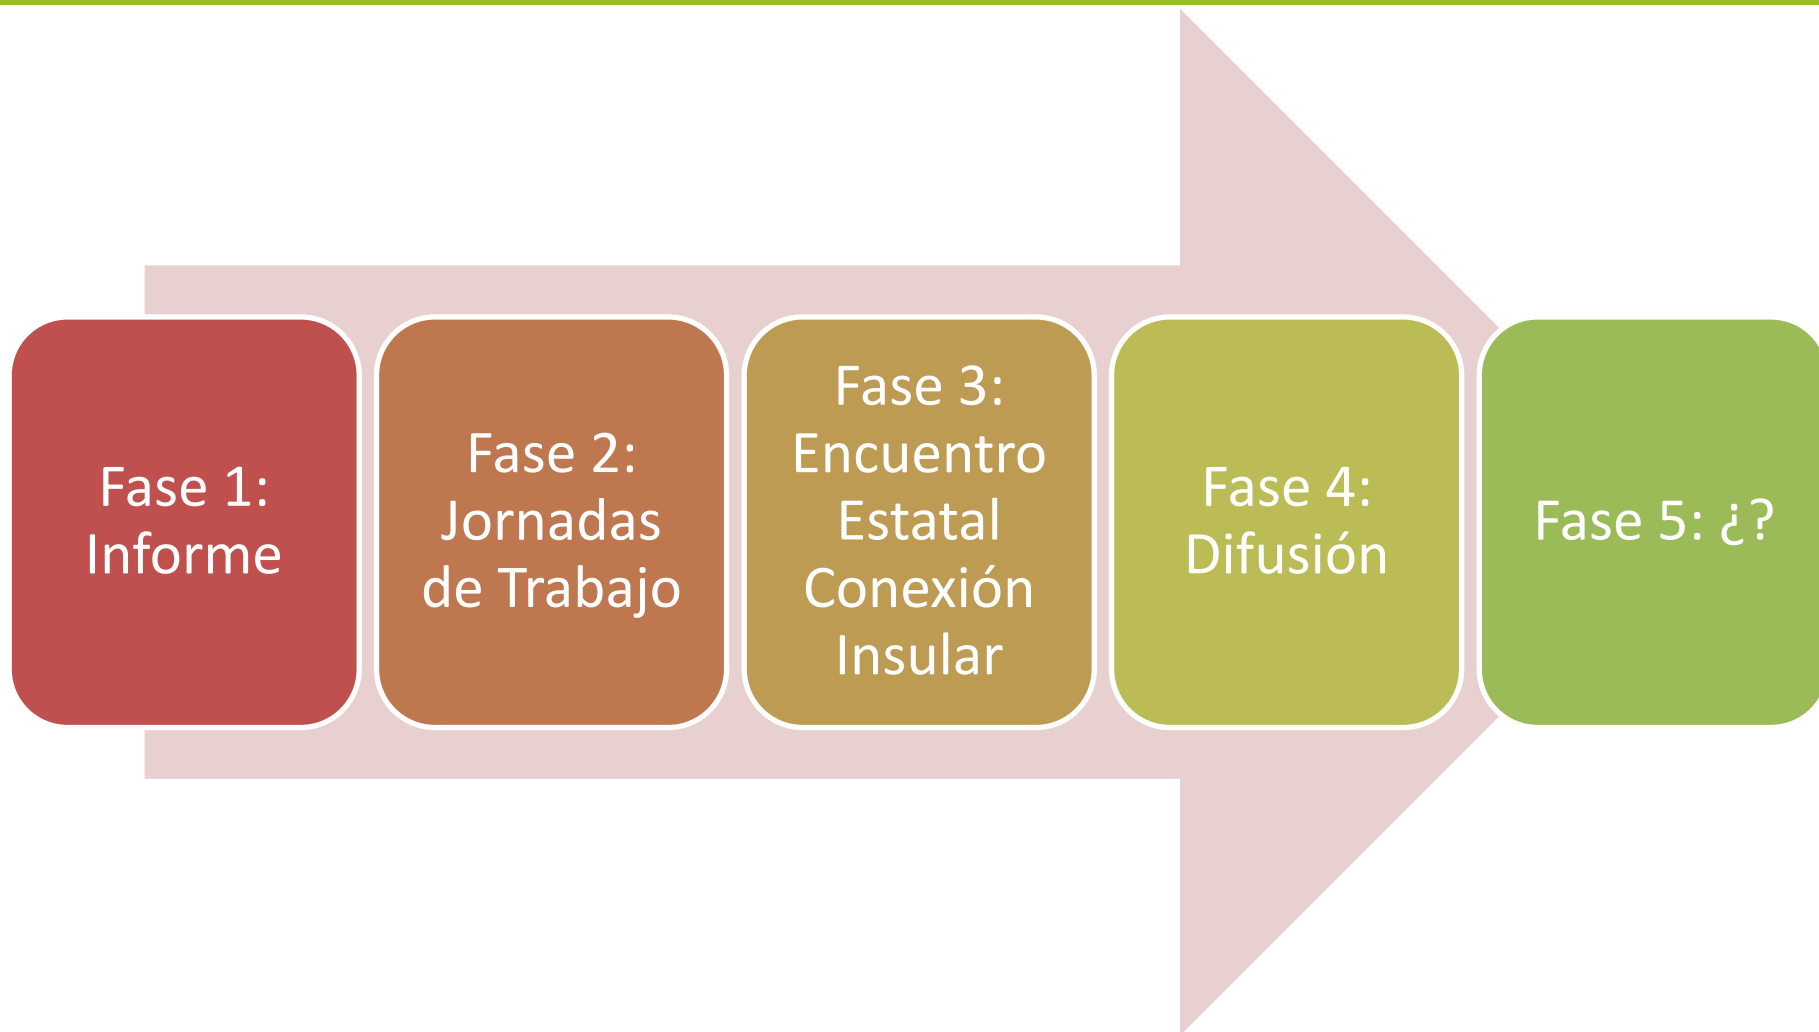 Fase 1:
Informe
Fase 2:
Jornadas
de Trabajo
Fase 3:
Encuentro
Estatal
Conexión
Insular
Fase 4:
Difusión
Fase 5: ¿?